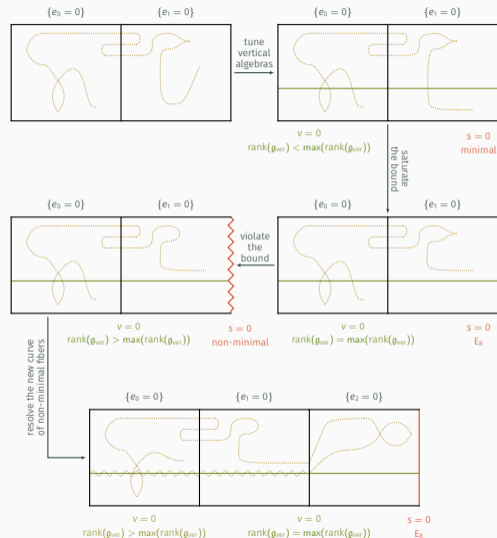 {e₀ = 0} {e₁ = 0} {e₀ = 0} {e₁ = 0}
tune
vertical
algebras
v = 0 s = 0
rank(𝔤ᵥₑᵣ) < max(rank(𝔤ᵥₑᵣ)) minimal
saturate
the bound
{e₀ = 0} {e₁ = 0} {e₀ = 0} {e₁ = 0}
violate
the
bound
v = 0 s = 0 v = 0 s = 0
rank(𝔤ᵥₑᵣ) > max(rank(𝔤ᵥₑᵣ)) non-minimal rank(𝔤ᵥₑᵣ) = max(rank(𝔤ᵥₑᵣ)) E₈
resolve the new curve
of non-minimal fibers
{e₀ = 0} {e₁ = 0} {e₂ = 0}
v = 0 v = 0 s = 0
rank(𝔤ᵥₑᵣ) > max(rank(𝔤ᵥₑᵣ)) rank(𝔤ᵥₑᵣ) = max(rank(𝔤ᵥₑᵣ)) E₈